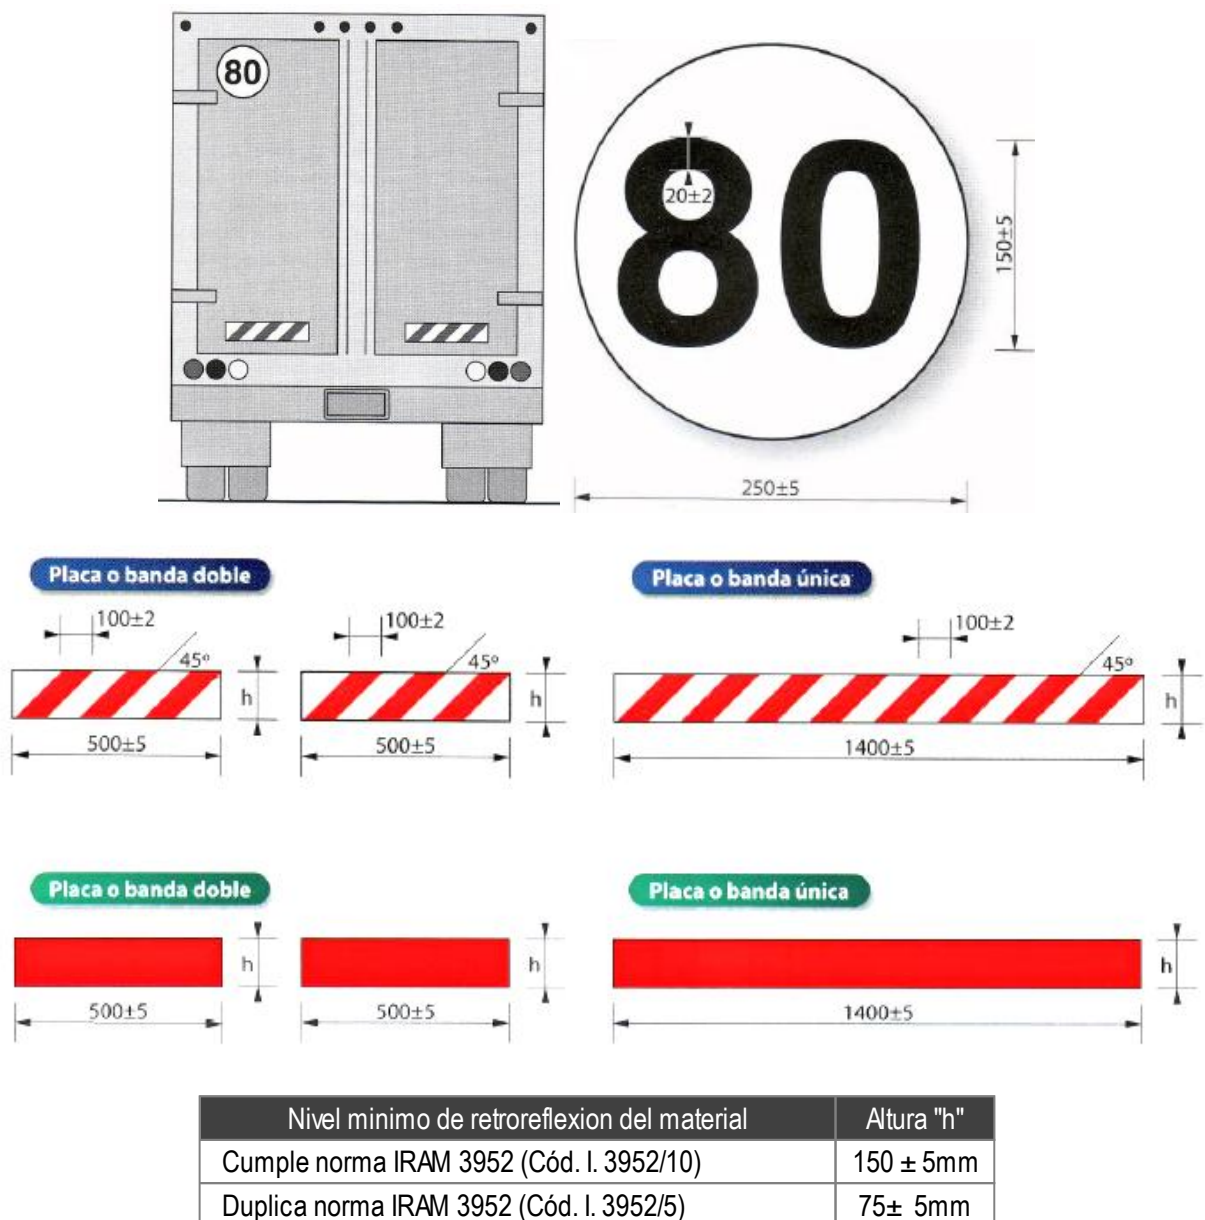 80
80
20±2
150±5
250±5
Placa o banda doble
Placa o banda única
100±2
100±2
100±2
45º
45º
45º
h
h
h
500±5
500±5
1400±5
Placa o banda doble
Placa o banda única
h
h
h
500±5
500±5
1400±5
Nivel minimo de retroreflexion del material Altura "h"
Cumple norma IRAM 3952 (Cód. I. 3952/10) 150 ± 5mm
Duplica norma IRAM 3952 (Cód. I. 3952/5) 75± 5mm